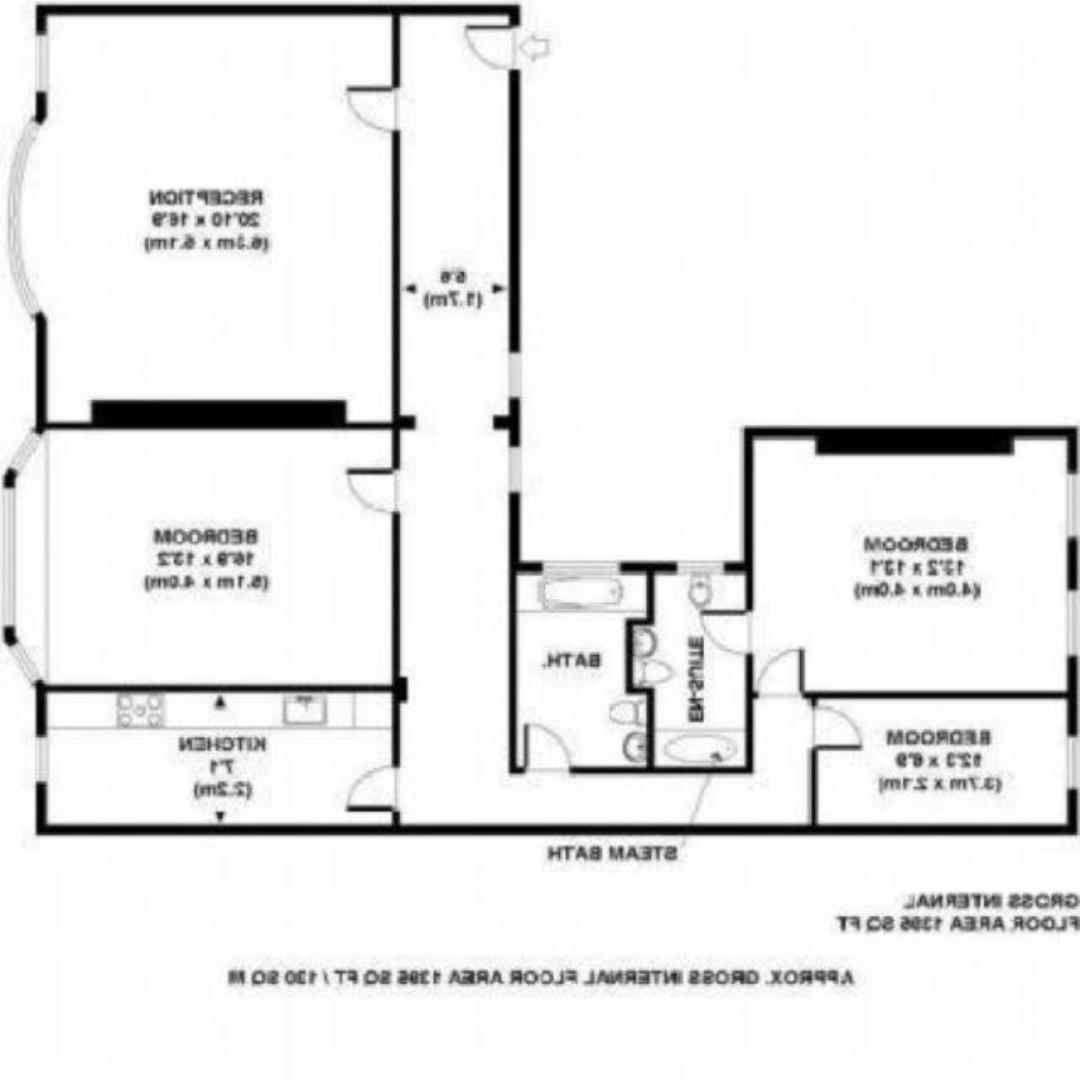 RECEPTION
20'10 x 16'9
(6.3m x 5.1m)
5'6
(1.7m)
BEDROOM
16'9 x 13'2
(5.1m x 4.0m)
BEDROOM
13'2 x 13'1
(4.0m x 4.0m)
BATH.
EN-SUITE
KITCHEN
7'1
(2.2m)
BEDROOM
12'3 x 6'9
(3.7m x 2.1m)
STEAM BATH
GROSS INTERNAL
FLOOR AREA 1396 SQ FT
APPROX. GROSS INTERNAL FLOOR AREA 1396 SQ FT / 130 SQ M